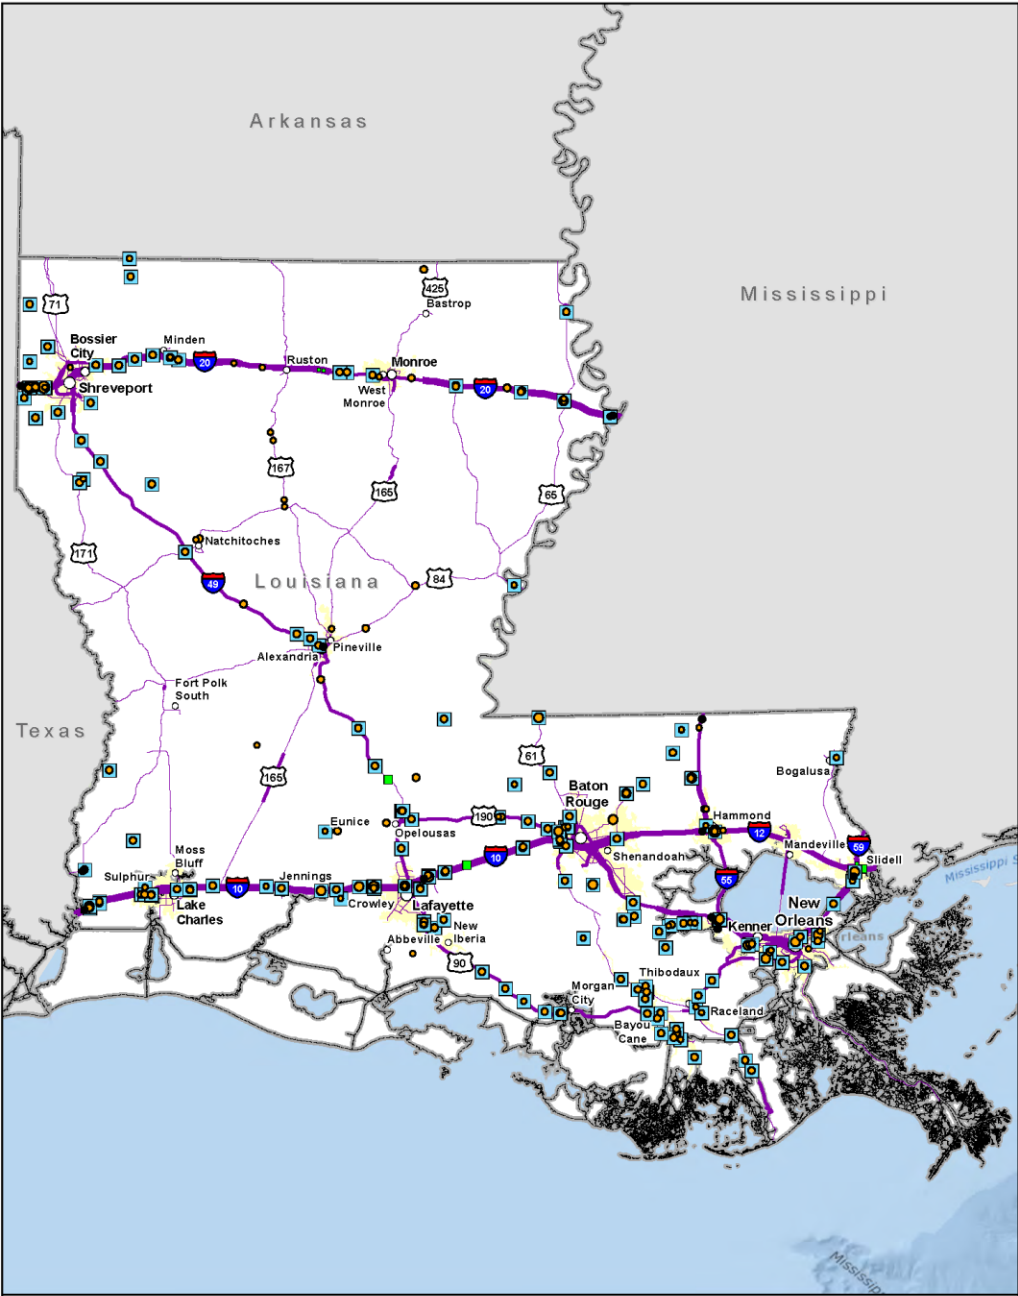 Arkansas
Mississippi
425
71
Bastrop
Bossier
City
Minden
20
Ruston
Monroe
Shreveport
West
Monroe
20
167
165
65
171
Natchitoches
84
49
Louisiana
Pineville
Alexandria
Fort Polk
South
Texas
61
165
Bogalusa
Baton
Rouge
190
Eunice
Opelousas
Hammond
12
Mandeville
59
Shenandoah
10
Slidell
Moss
Bluff
Sulphur
Jennings
10
55
Lake
Charles
Crowley
Lafayette
New
Orleans
Kenner
Abbeville
New
Iberia
90
Thibodaux
Morgan
City
Raceland
Bayou
Cane